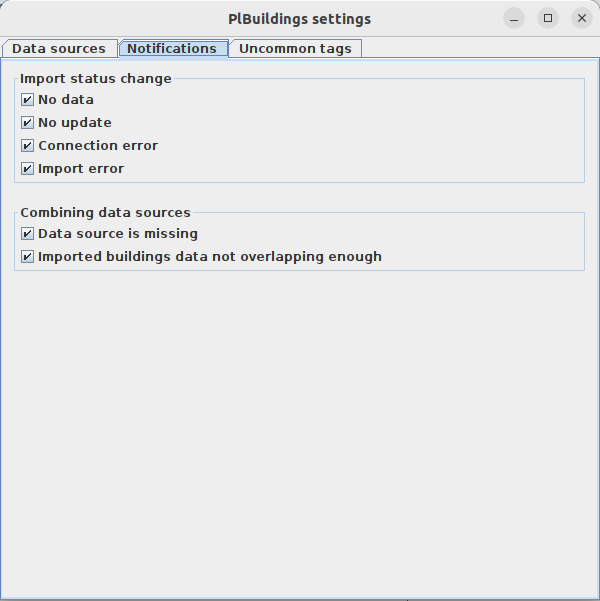 PlBuildings settings
Data sources Notifications Uncommon tags
Import status change
No data
No update
Connection error
Import error
Combining data sources
Data source is missing
Imported buildings data not overlapping enough